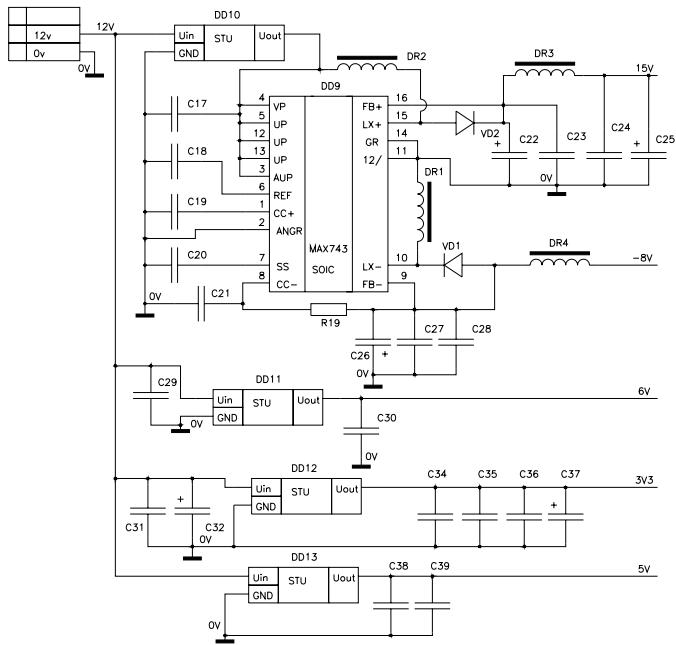 DD10
12V
12v
Uin
STU
Uout
GND
0v
0V
DR2
DR3
15V
DD9
C17
4
VP
FB+
16
5
UP
LX+
15
VD2
C22
C23
C24
C25
+
+
12
UP
GR
14
13
UP
12/
11
C18
3
AUP
0V
6
REF
DR1
C19
1
CC+
2
ANGR
MAX743
SOIC
VD1
DR4
C20
7
SS
LX-
10
-8V
8
CC-
FB-
9
0V
C21
R19
C26
+
C27
C28
0V
C29
DD11
6V
Uin
STU
Uout
GND
0V
C30
0V
DD12
C34
C35
C36
C37
3V3
Uin
STU
Uout
GND
+
+
C31
C32
0V
DD13
C38
C39
5V
Uin
STU
Uout
GND
0V